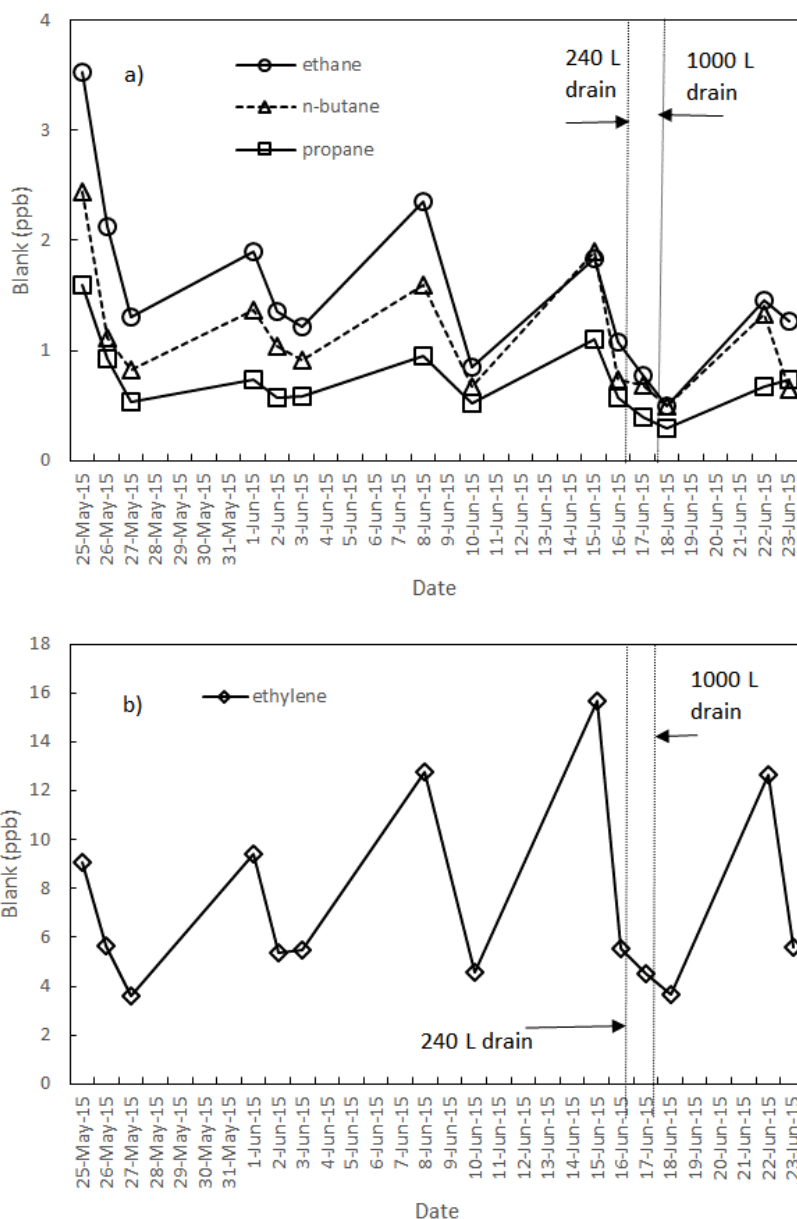 4
a)
ethane
n-butane
propane
240 L
drain
1000 L
drain
3
2
1
0
Blank (ppb)
25-May-15
26-May-15
27-May-15
28-May-15
29-May-15
30-May-15
31-May-15
1-Jun-15
2-Jun-15
3-Jun-15
6-Jun-15
7-Jun-15
8-Jun-15
9-Jun-15
10-Jun-15
11-Jun-15
12-Jun-15
13-Jun-15
14-Jun-15
15-Jun-15
16-Jun-15
17-Jun-15
18-Jun-15
19-Jun-15
20-Jun-15
21-Jun-15
22-Jun-15
23-Jun-15
Date
18
b)
ethylene
1000 L
drain
16
14
12
10
8
6
4
2
0
240 L drain
Blank (ppb)
25-May-15
26-May-15
27-May-15
28-May-15
29-May-15
30-May-15
31-May-15
1-Jun-15
2-Jun-15
3-Jun-15
4-Jun-15
5-Jun-15
6-Jun-15
7-Jun-15
8-Jun-15
9-Jun-15
10-Jun-15
11-Jun-15
12-Jun-15
13-Jun-15
14-Jun-15
15-Jun-15
16-Jun-15
17-Jun-15
18-Jun-15
19-Jun-15
20-Jun-15
21-Jun-15
22-Jun-15
23-Jun-15
Date